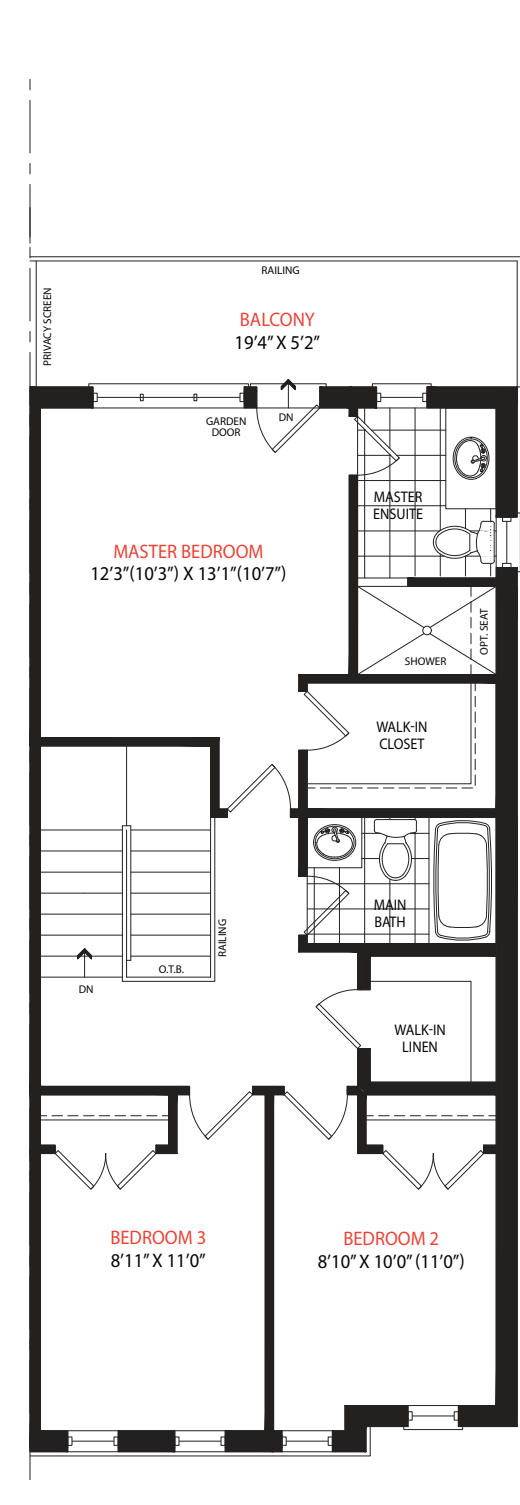 RAILING
PRIVACY SCREEN
BALCONY
19'4" X 5'2"
GARDEN
DOOR
DN
MASTER
ENSUITE
MASTER BEDROOM
12'3"(10'3") X 13'1"(10'7")
OPT. SEAT
SHOWER
WALK-IN
CLOSET
MAIN
BATH
RAILING
O.T.B.
DN
WALK-IN
LINEN
BEDROOM 3
8'11" X 11'0"
BEDROOM 2
8'10" X 10'0" (11'0")